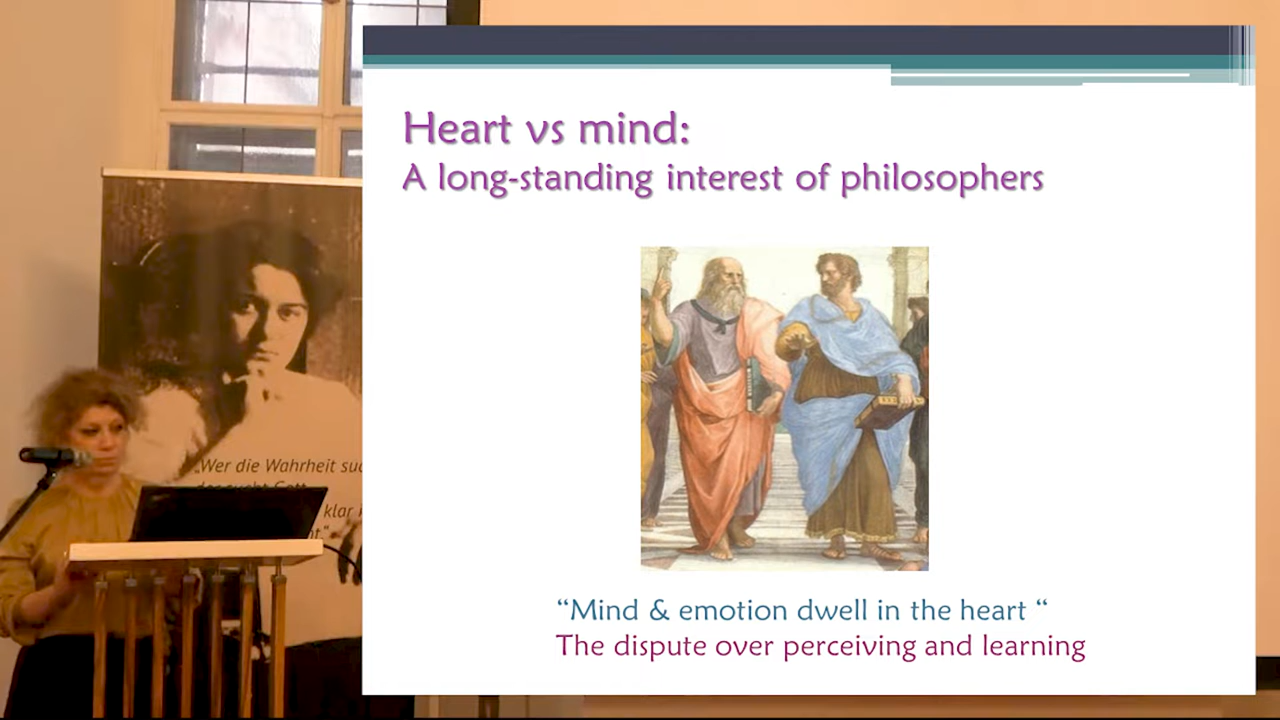 Heart vs mind:
A long-standing interest of philosophers
“Mind & emotion dwell in the heart “
The dispute over perceiving and learning
„Wer die Wahrheit
klar